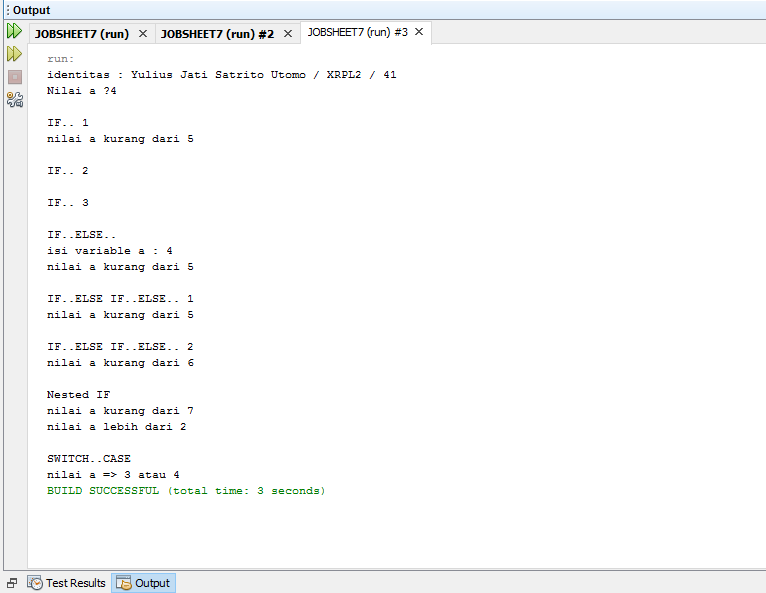 Output
JOBSHEET7 (run) JOBSHEET7 (run) #2 JOBSHEET7 (run) #3
run:
identitas : Yulius Jati Satrito Utomo / XRPL2 / 41
Nilai a ?4
IF.. 1
nilai a kurang dari 5
IF.. 2
IF.. 3
IF..ELSE..
isi variable a : 4
nilai a kurang dari 5
IF..ELSE IF..ELSE.. 1
nilai a kurang dari 5
IF..ELSE IF..ELSE.. 2
nilai a kurang dari 6
Nested IF
nilai a kurang dari 7
nilai a lebih dari 2
SWITCH..CASE
nilai a => 3 atau 4
BUILD SUCCESSFUL (total time: 3 seconds)
Test Results Output